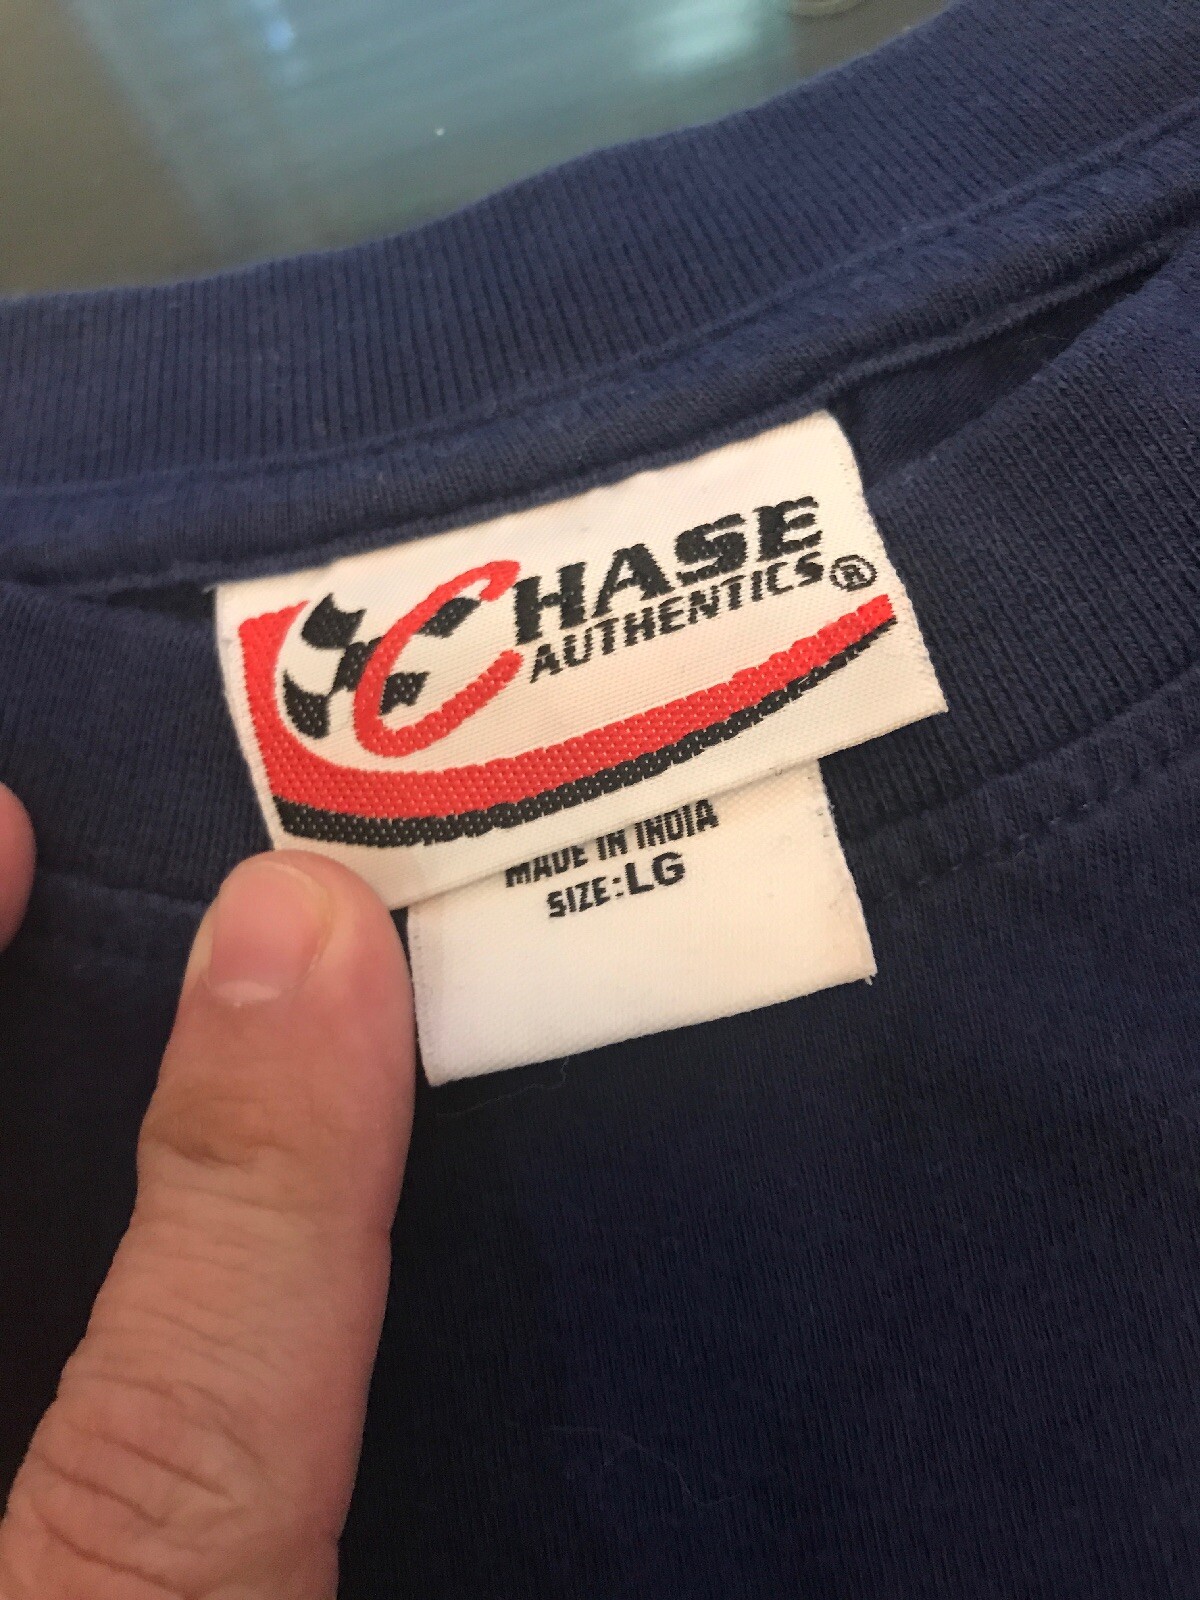 CHASE
AUTHENTICS®
MADE IN INDIA
SIZE:LG